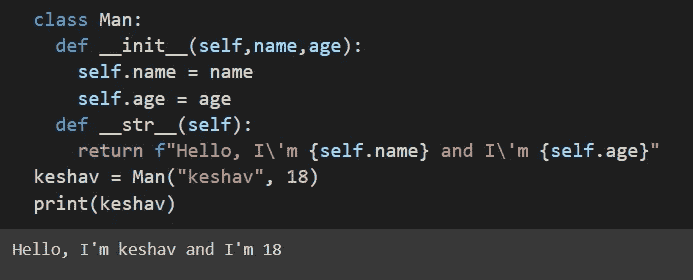 class Man:
  def __init__(self,name,age):
    self.name = name
    self.age = age
  def __str__(self):
    return f"Hello, I\'m {self.name} and I\'m {self.age}"
keshav = Man("keshav", 18)
print(keshav)
Hello, I'm keshav and I'm 18